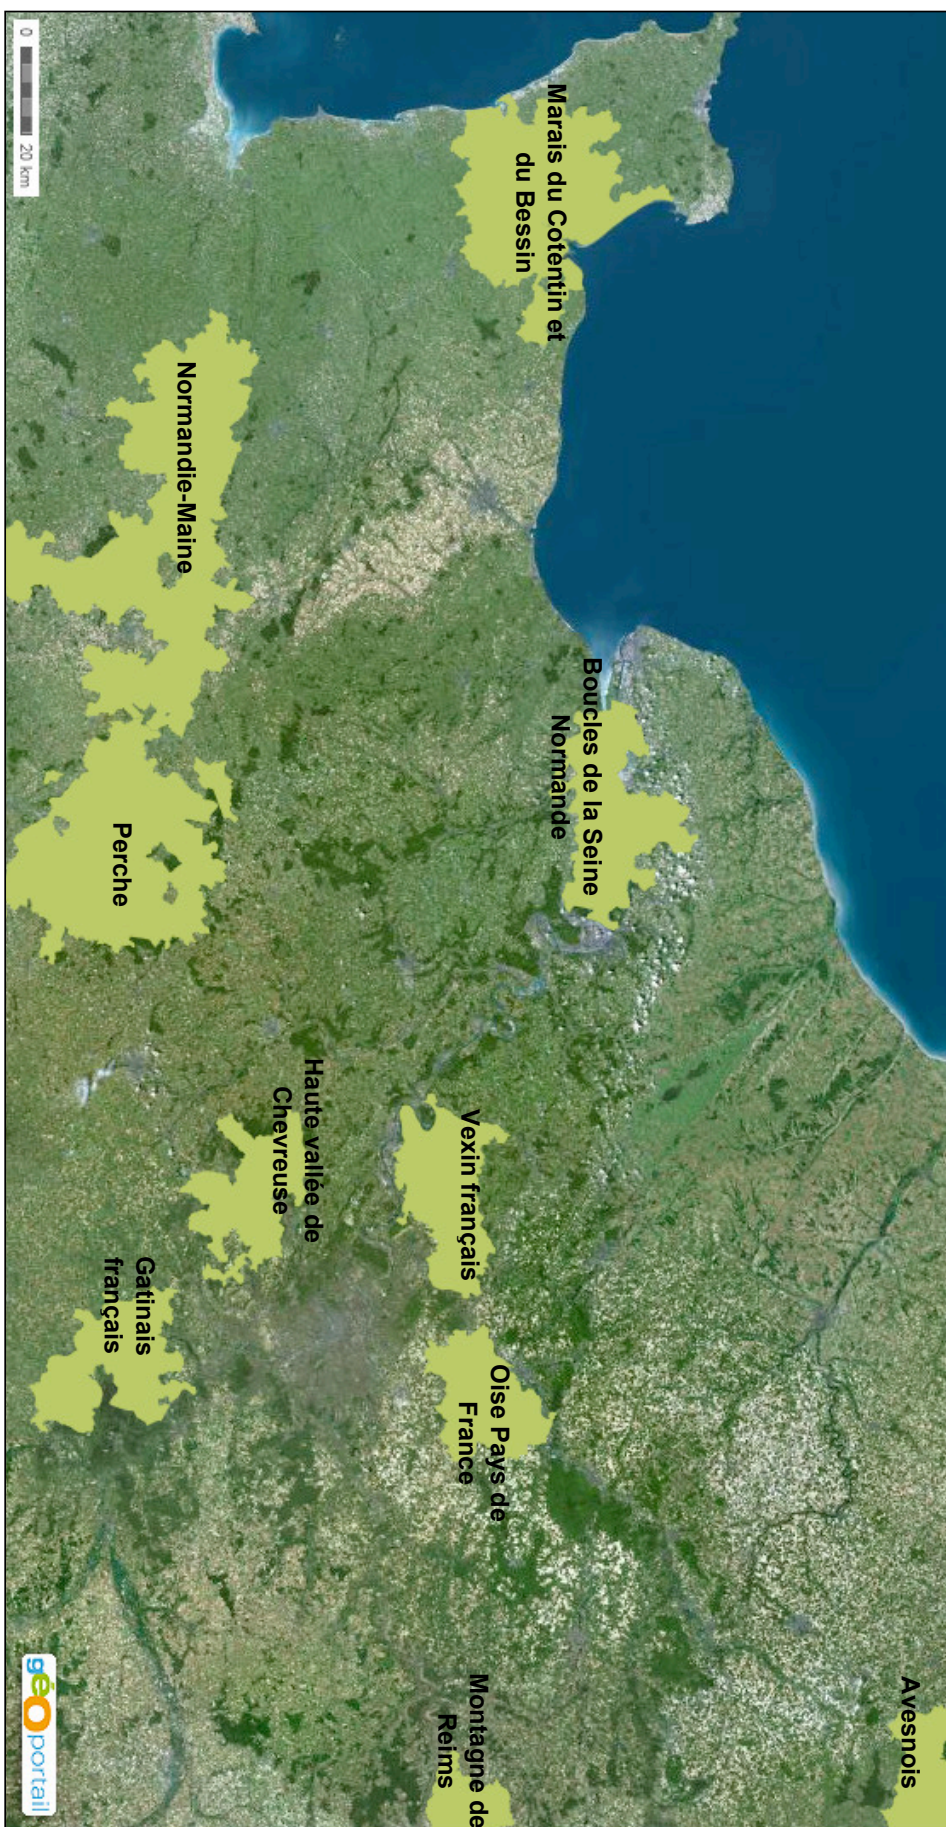 Avesnois
Marais du Cotentin et
du Bessin
Boucles de la Seine
Normande
Vexin français
Oise Pays de
France
Montagne de
Reims
Haute vallée de
Chevreuse
Normandie-Maine
Perche
Gatinais
français
0 20 km
géoportail